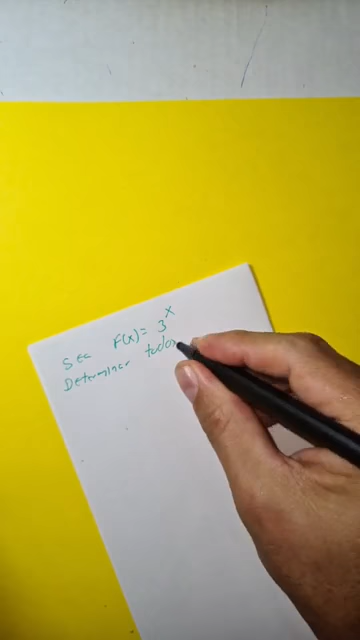 Sea F(x) = 3^x
Determinar todos